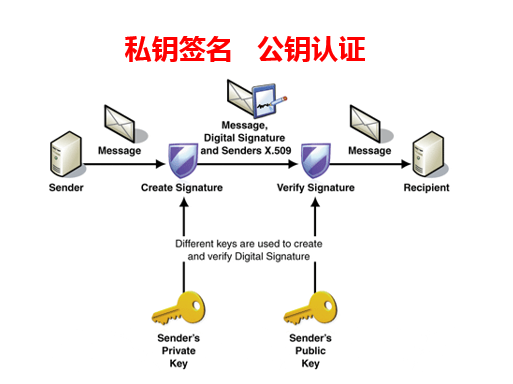 私钥签名 公钥认证
Message
Message,
Digital Signature
and Senders X.509
Message
Sender
Create Signature
Verify Signature
Recipient
Different keys are used to create
and verify Digital Signature
Sender's
Private
Key
Sender's
Public
Key